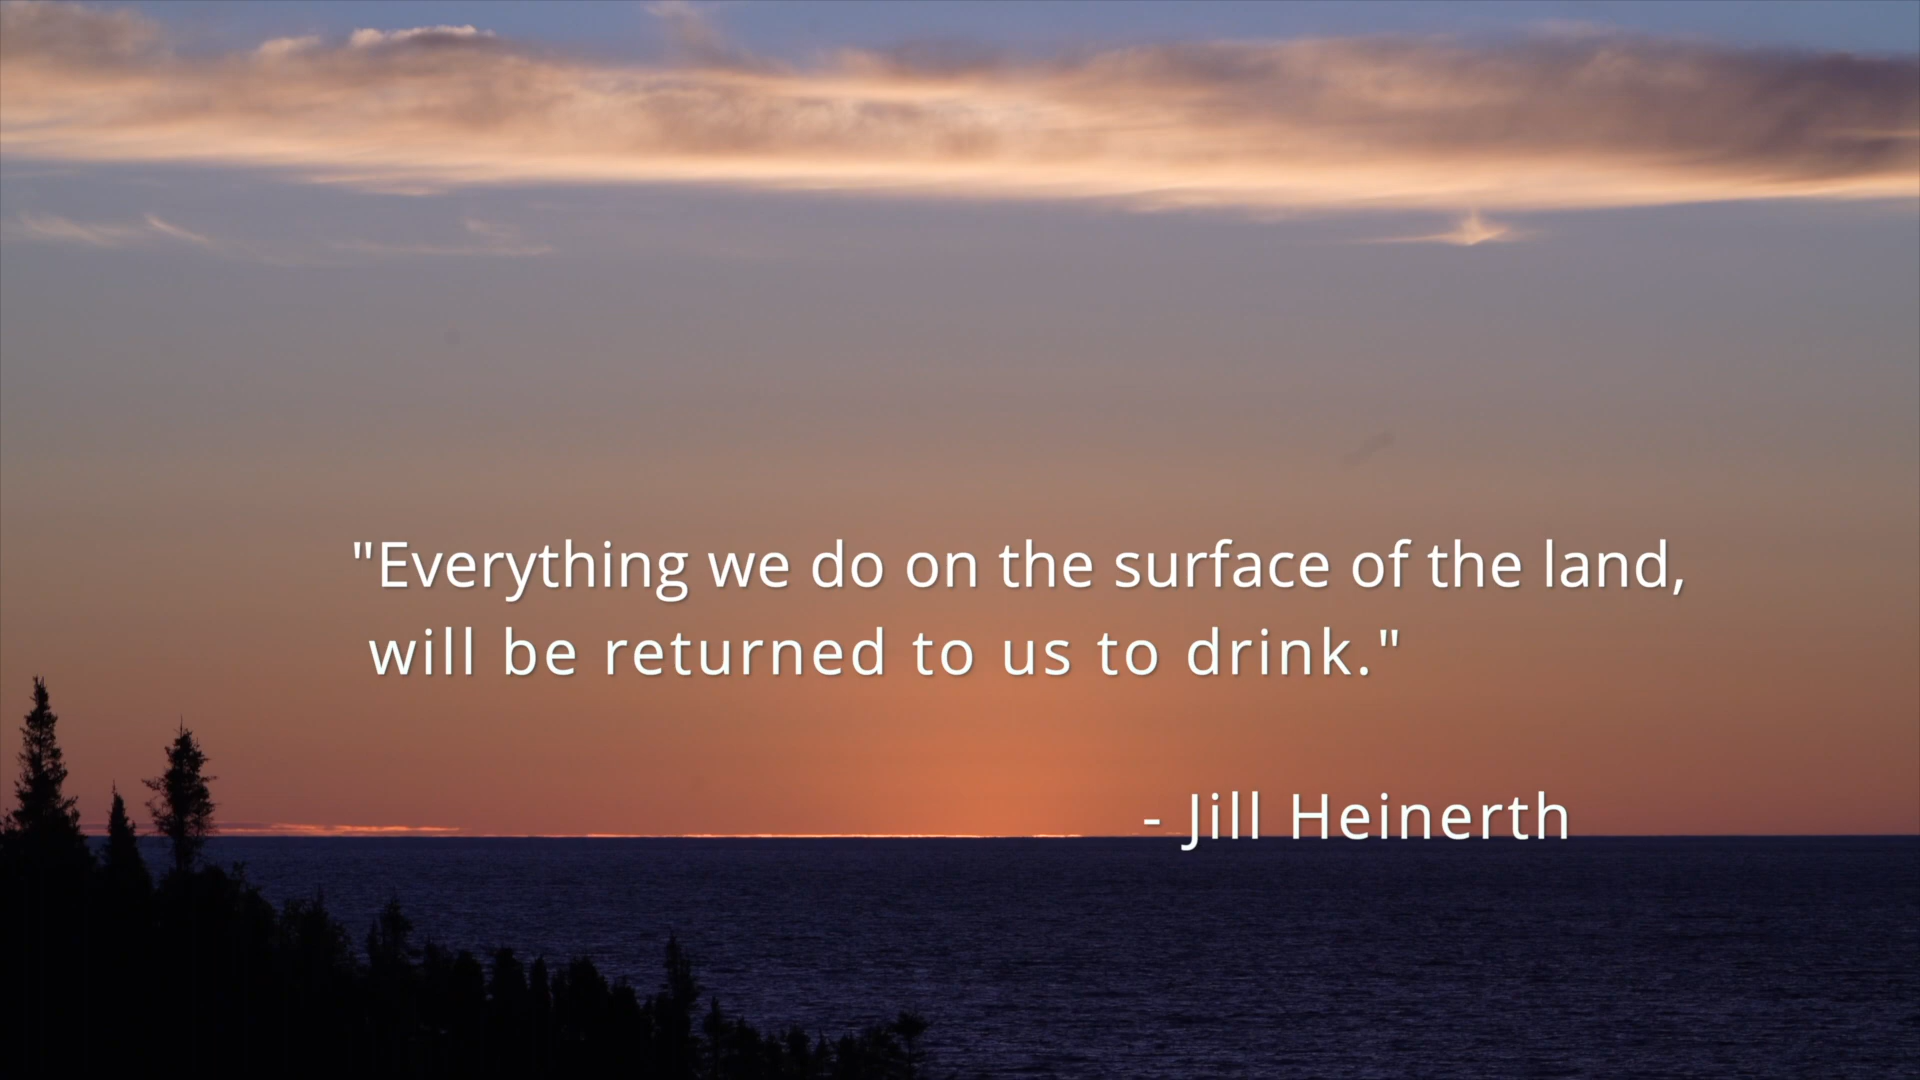 "Everything we do on the surface of the land,
will be returned to us to drink."
- Jill Heinerth